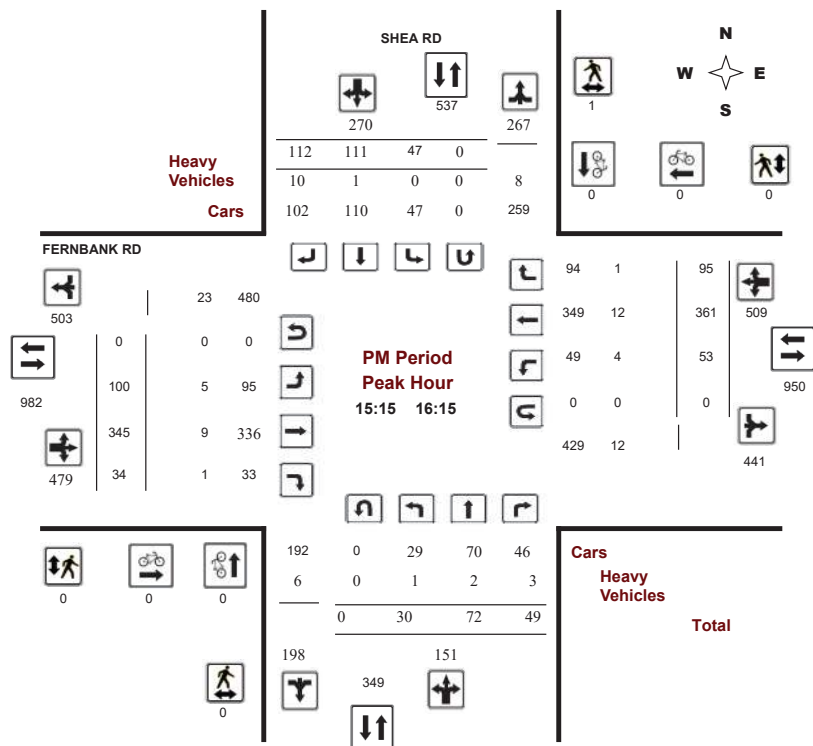 SHEA RD
N
W E
S
537
1
270
267
112 111 47 0
Heavy
Vehicles
10 1 0 0 8
Cars
102 110 47 0 259
0 0 0
FERNBANK RD
503
23 480
0 0 0
982
100 5 95
345 9 336
479
34 1 33
PM Period
Peak Hour
15:15 16:15
94 1 95
349 12 361 509
49 4 53
950
0 0 0
429 12
441
192 0 29 70 46
6 0 1 2 3
0 30 72 49
198
349
151
Cars
Heavy
Vehicles
Total
0 0 0
0